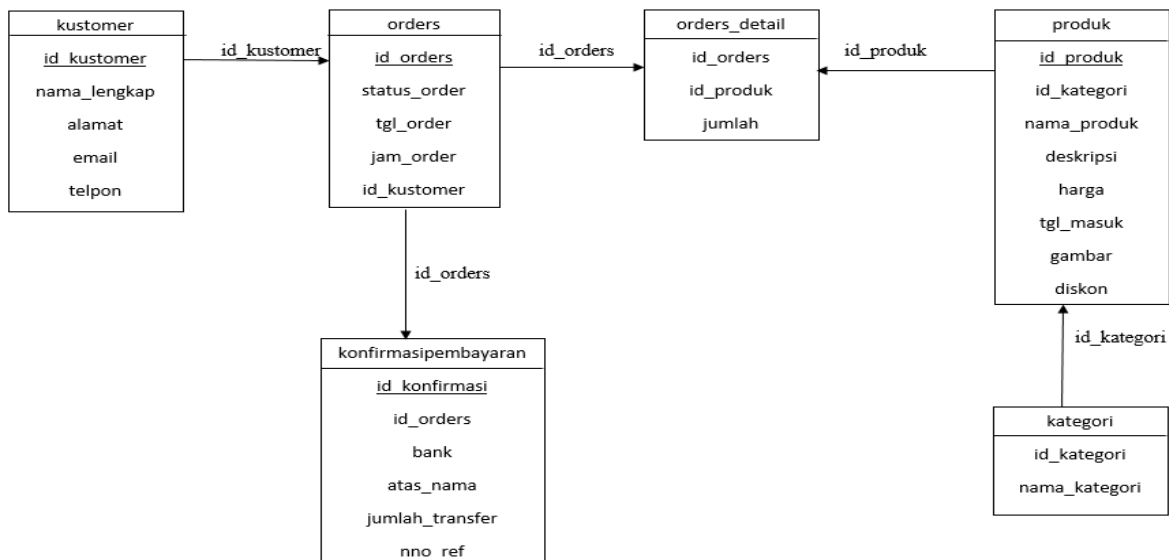 kustomer
id_kustomer
nama_lengkap
alamat
email
telpon
id_kustomer
orders
id_orders
status_order
tgl_order
jam_order
id_kustomer
id_orders
orders_detail
id_orders
id_produk
jumlah
id_produk
produk
id_produk
id_kategori
nama_produk
deskripsi
harga
tgl_masuk
gambar
diskon
id_orders
id_kategori
konfirmasipembayaran
id_konfirmasi
id_orders
bank
atas_nama
jumlah_transfer
nno_ref
kategori
id_kategori
nama_kategori